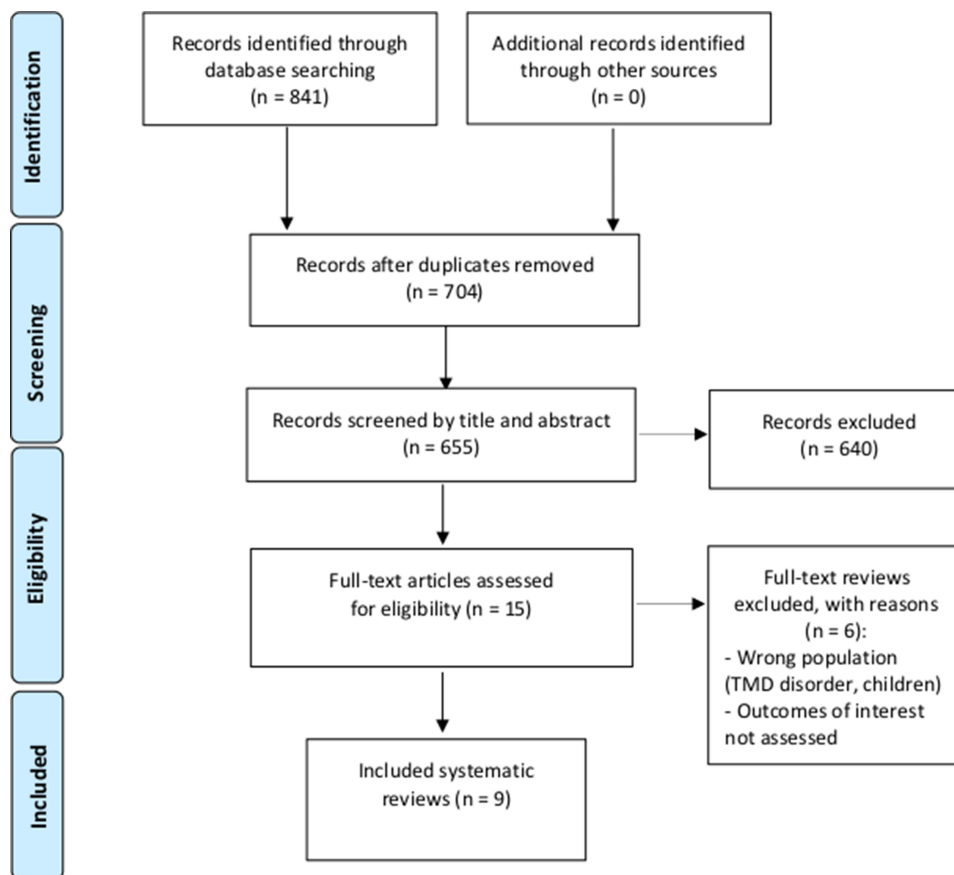 Identification
Records identified through
database searching
(n = 841)
Additional records identified
through other sources
(n = 0)
Screening
Records after duplicates removed
(n = 704)
Records screened by title and abstract
(n = 655)
Records excluded
(n = 640)
Eligibility
Full-text articles assessed
for eligibility (n = 15)
Full-text reviews
excluded, with reasons
(n = 6):
- Wrong population
(TMD disorder, children)
- Outcomes of interest
not assessed
Included
Included systematic
reviews (n = 9)